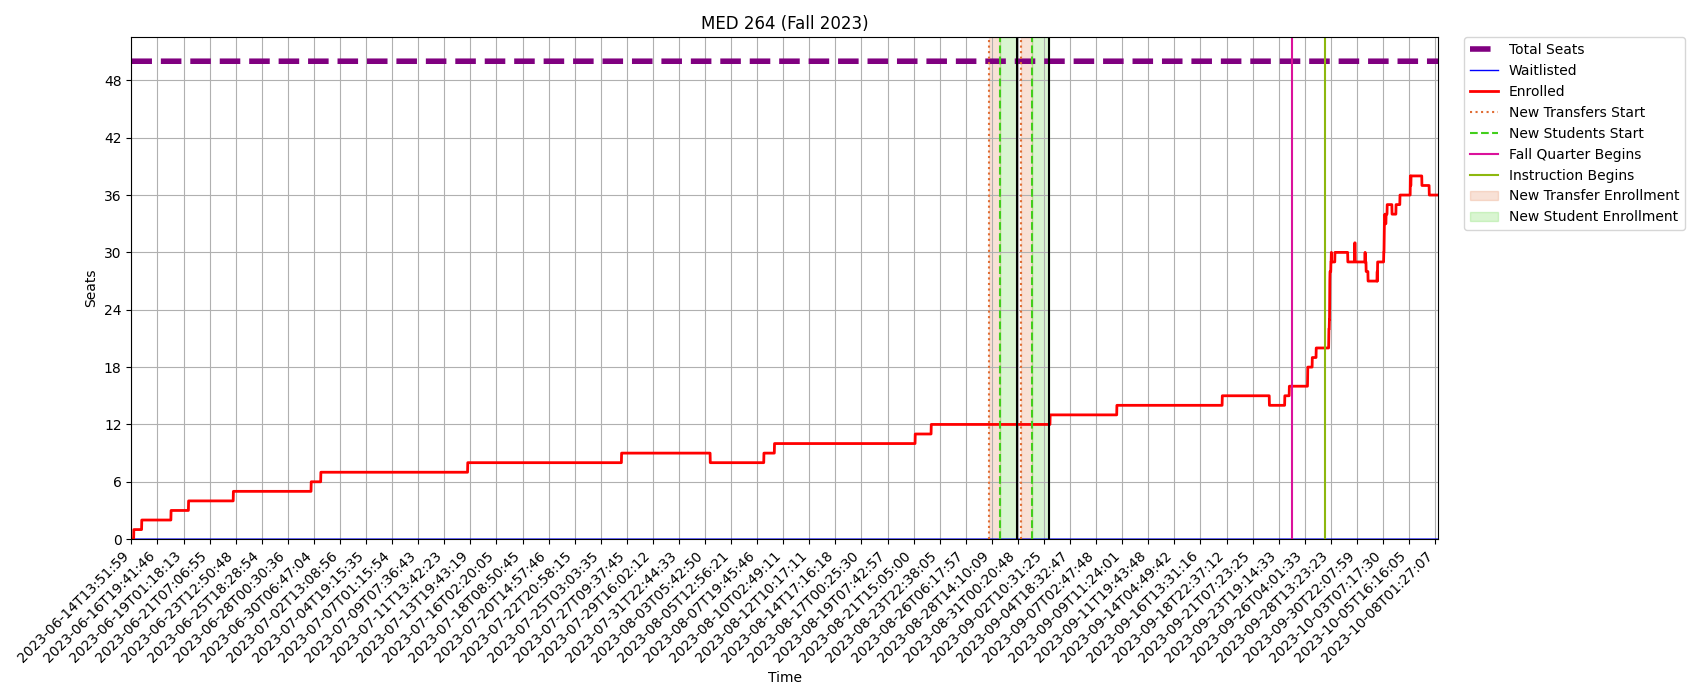 MED 264 (Fall 2023)
Total Seats
Waitlisted
Enrolled
New Transfers Start
New Students Start
Fall Quarter Begins
Instruction Begins
New Transfer Enrollment
New Student Enrollment
Seats
48
42
36
30
24
18
12
6
0
2023-06-14T13:51:59
2023-06-16T19:41:46
2023-06-19T01:18:13
2023-06-21T07:06:55
2023-06-23T12:50:48
2023-06-25T18:28:54
2023-06-28T00:30:36
2023-06-30T06:47:04
2023-07-02T13:08:56
2023-07-04T19:15:35
2023-07-07T01:15:54
2023-07-09T07:36:43
2023-07-11T13:42:23
2023-07-13T19:43:19
2023-07-16T02:20:05
2023-07-18T08:50:45
2023-07-20T14:57:46
2023-07-22T20:58:15
2023-07-25T03:03:35
2023-07-27T09:37:45
2023-07-29T16:02:12
2023-07-31T22:44:33
2023-08-03T05:42:50
2023-08-05T12:56:21
2023-08-07T19:45:46
2023-08-10T02:49:11
2023-08-12T10:17:11
2023-08-14T17:16:18
2023-08-17T00:25:30
2023-08-19T07:42:57
2023-08-21T15:05:00
2023-08-23T22:38:05
2023-08-26T06:17:57
2023-08-28T14:10:09
2023-08-31T00:20:48
2023-09-02T10:31:25
2023-09-04T18:32:47
2023-09-07T02:47:48
2023-09-09T11:24:01
2023-09-11T19:43:48
2023-09-14T04:49:42
2023-09-16T13:31:16
2023-09-18T22:37:12
2023-09-21T07:23:25
2023-09-23T19:14:33
2023-09-26T04:01:33
2023-09-28T13:23:23
2023-09-30T22:07:59
2023-10-03T07:17:30
2023-10-05T16:16:05
2023-10-08T01:27:07
Time